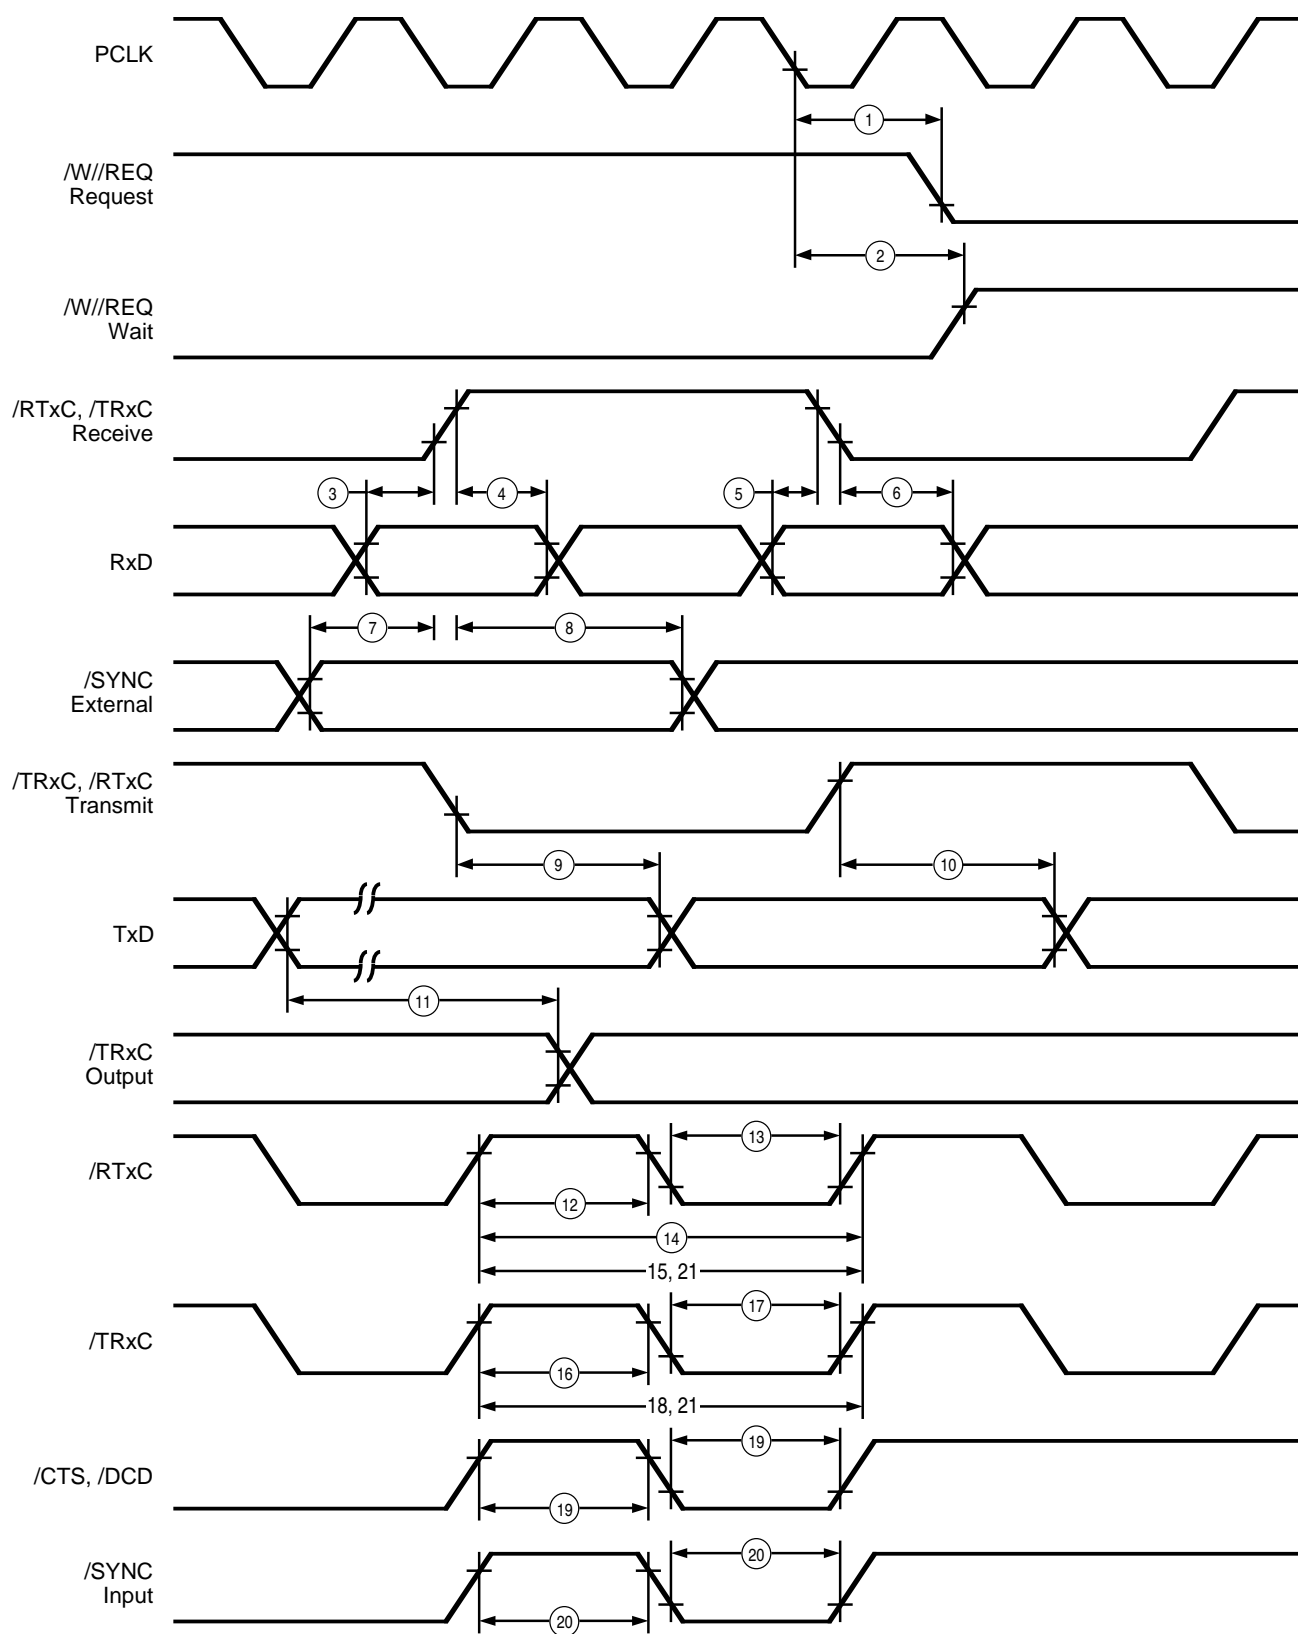 PCLK
1
/W//REQ
Request
2
/W//REQ
Wait
/RTxC, /TRxC
Receive
3
4
5
6
RxD
7
8
/SYNC
External
/TRxC, /RTxC
Transmit
9
10
TxD
11
/TRxC
Output
13
/RTxC
12
14
15, 21
17
/TRxC
16
18, 21
19
/CTS, /DCD
19
20
/SYNC
Input
20